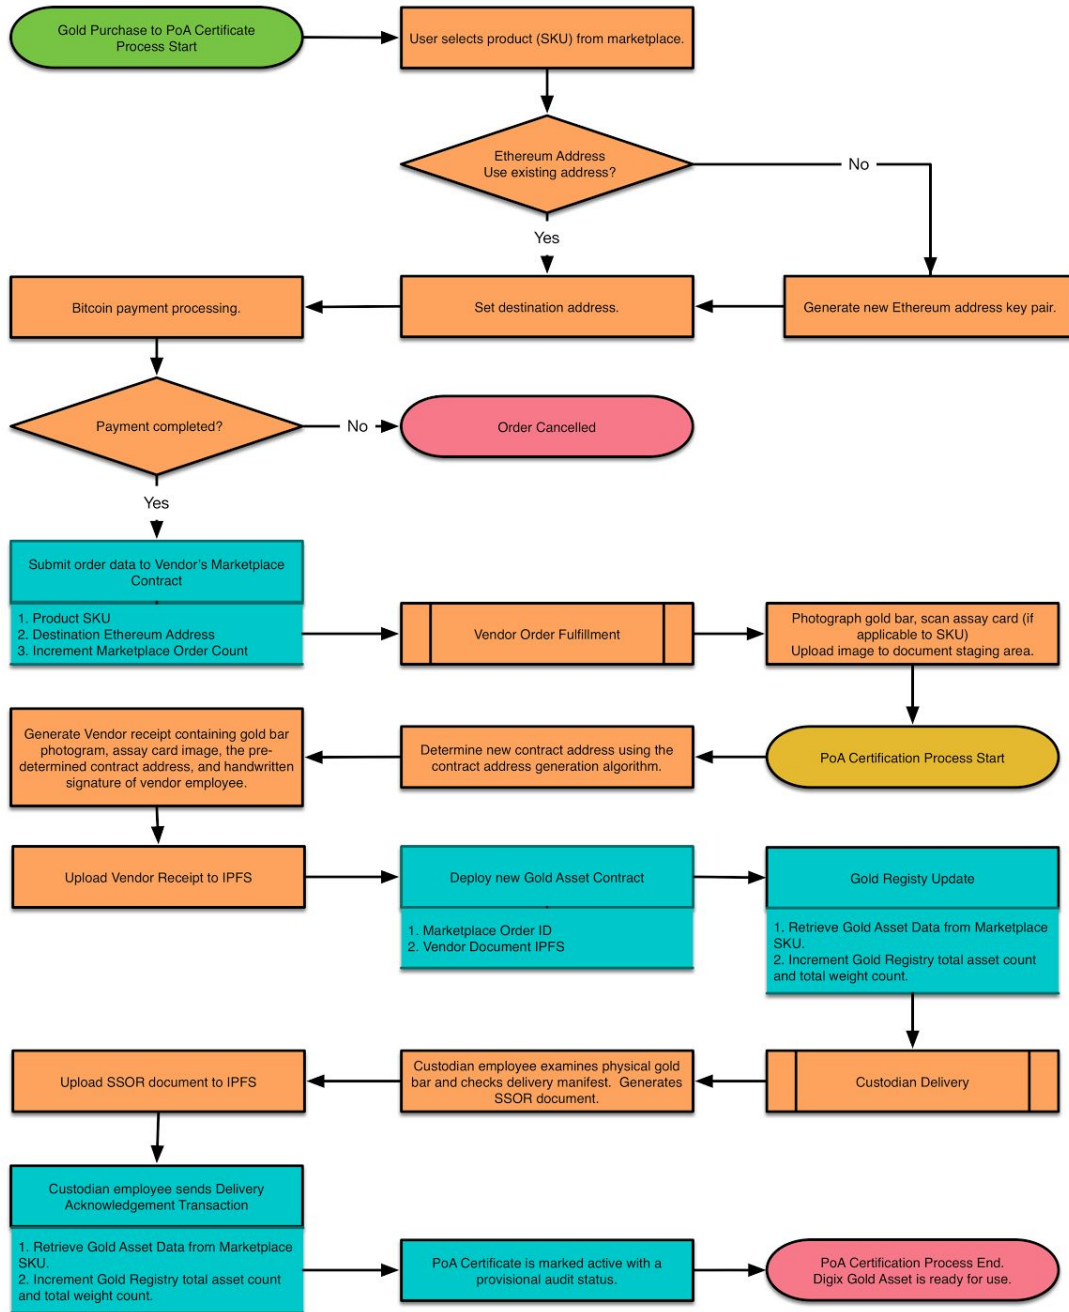 Gold Purchase to PoA Certificate
Process Start
User selects product (SKU) from marketplace.
Ethereum Address
Use existing address?
No
Yes
Bitcoin payment processing.
Set destination address.
Generate new Ethereum address key pair.
Payment completed?
No
Order Cancelled
Yes
Submit order data to Vendor's Marketplace
Contract
1. Product SKU
2. Destination Ethereum Address
3. Increment Marketplace Order Count
Vendor Order Fulfillment
Photograph gold bar, scan assay card (if
applicable to SKU)
Upload image to document staging area.
Generate Vendor receipt containing gold bar
photogram, assay card image, the pre-
determined contract address, and handwritten
signature of vendor employee.
Determine new contract address using the
contract address generation algorithm.
PoA Certification Process Start
Upload Vendor Receipt to IPFS
Deploy new Gold Asset Contract
1. Marketplace Order ID
2. Vendor Document IPFS
Gold Registy Update
1. Retrieve Gold Asset Data from Marketplace
SKU.
2. Increment Gold Registry total asset count
and total weight count.
Upload SSOR document to IPFS
Custodian employee examines physical gold
bar and checks delivery manifest.  Generates
SSOR document.
Custodian Delivery
Custodian employee sends Delivery
Acknowledgement Transaction
1. Retrieve Gold Asset Data from Marketplace
SKU.
2. Increment Gold Registry total asset count
and total weight count.
PoA Certificate is marked active with a
provisional audit status.
PoA Certification Process End.
Digix Gold Asset is ready for use.